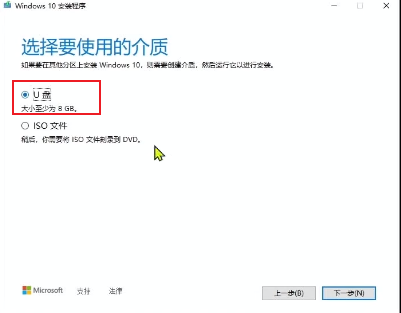 Windows 10 安装程序
选择要使用的介质
如果要在其他分区上安装 Windows 10，则需要创建介质，然后运行它以进行安装。
U 盘
大小至少为 8 GB。
ISO 文件
稍后，你需要将 ISO 文件刻录到 DVD。
Microsoft 支持 法律 上一步(B) 下一步(N)